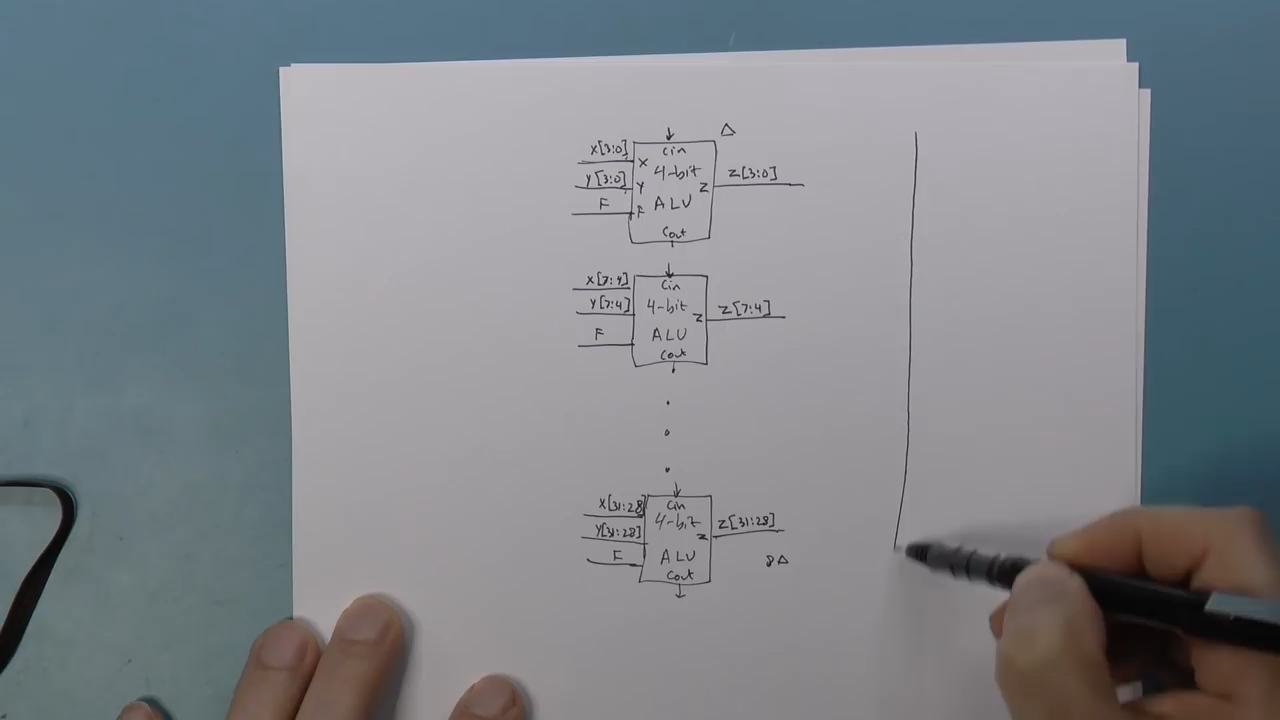 Δ
X[3:0] Cin
X 4-bit Z[3:0]
Y[3:0] Y Z
F F ALU
Cout
X[7:4] Cin
Y[7:4] 4-bit Z Z[7:4]
F ALU
Cout
X[31:28] Cin
Y[31:28] 4-bit Z Z[31:28]
F ALU 8Δ
Cout